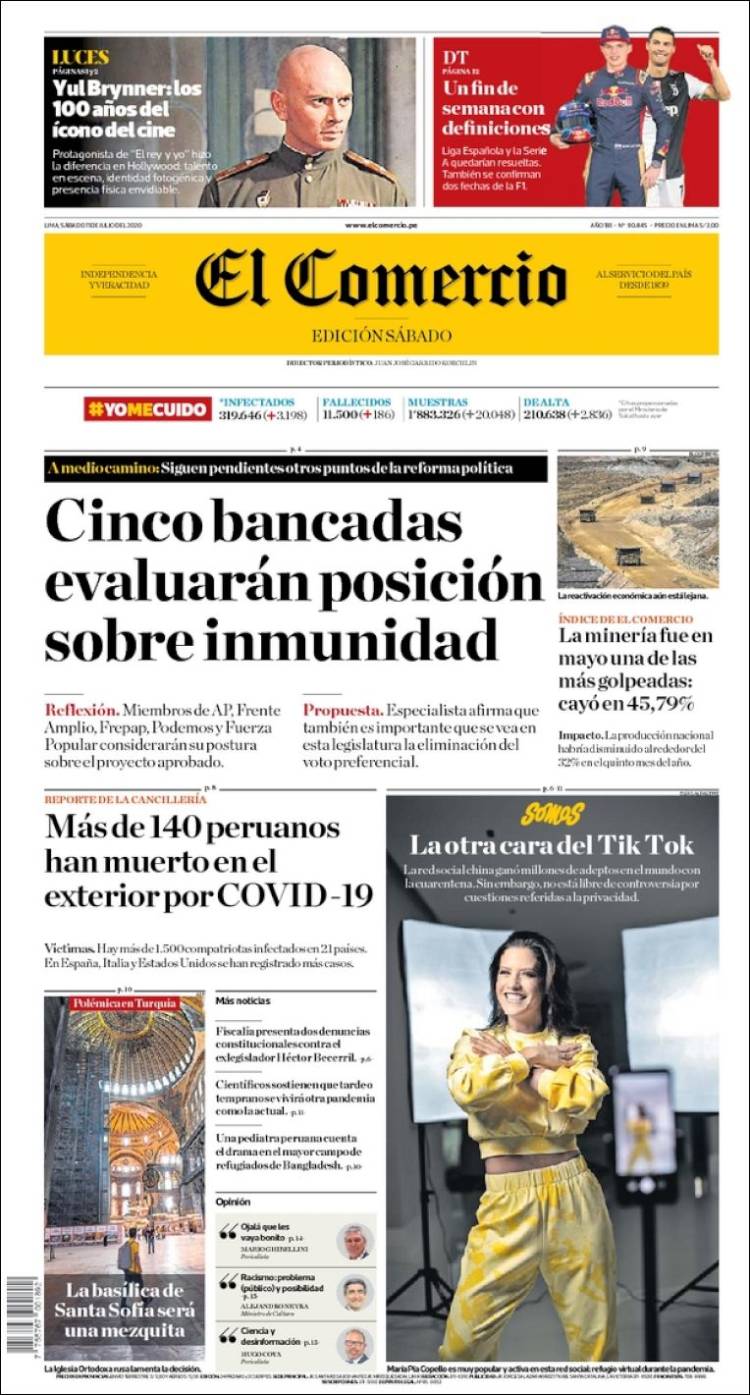 LUCES
PÁGINAS 1 y 2
Yul Brynner: los
100 años del
ícono del cine
Protagonista de "El rey y yo" hizo
la diferencia en Hollywood: talento
en escena, identidad fotogénica y
presencia física envidiable.
DT
PÁGINA 12
Un fin de
semana con
definiciones
Liga Española y la Serie
A quedarían resueltas.
También se confirman
dos fechas de la F1.
LIMA, SÁBADO 11 DE JULIO DEL 2020
www.elcomercio.pe
AÑO 181 - N° 90.845 - PRECIO EN LIMA S/3,00
INDEPENDENCIA
Y VERACIDAD
El Comercio
AL SERVICIO DEL PAÍS
DESDE 1839
EDICIÓN SÁBADO
DIRECTOR PERIODÍSTICO: JUAN JOSÉ GARRIDO KOECHLIN
#YOMECUIDO
*INFECTADOS
319.646 (+3.198)
FALLECIDOS
11.500 (+186)
MUESTRAS
1'883.326 (+20.048)
DE ALTA
210.638 (+2.836)
p. 4
A medio camino: Siguen pendientes otros puntos de la reforma política
Cinco bancadas
evaluarán posición
sobre inmunidad
Reflexión. Miembros de AP, Frente
Amplio, Frepap, Podemos y Fuerza
Popular considerarán su postura
sobre el proyecto aprobado.
Propuesta. Especialista afirma que
también es importante que se vea en
esta legislatura la eliminación del
voto preferencial.
p. 9
La reactivación económica aún está lejana.
ÍNDICE DE EL COMERCIO
La minería fue en
mayo una de las
más golpeadas:
cayó en 45,79%
Impacto. La producción nacional
habría disminuido alrededor del
32% en el quinto mes del año.
p. 8
REPORTE DE LA CANCILLERÍA
Más de 140 peruanos
han muerto en el
exterior por COVID-19
Víctimas. Hay más de 1.500 compatriotas infectados en 21 países.
En España, Italia y Estados Unidos se han registrado más casos.
p. 10
Polémica en Turquía
La basílica de
Santa Sofía será
una mezquita
La Iglesia Ortodoxa rusa lamenta la decisión.
Más noticias
Fiscalía presenta dos denuncias
constitucionales contra el
exlegislador Héctor Becerril. p.6
Científicos sostienen que tarde o
temprano se vivirá otra pandemia
como la actual. p.11
Una pediatra peruana cuenta
el drama en el mayor campo de
refugiados de Bangladesh. p.10
Opinión
Ojalá que les
vaya bonito p.14
MARIO GHIBELLINI
Periodista
Racismo: problema
(público) y posibilidad
p.15
ALEJANDRO NEYRA
Ministro de Cultura
Ciencia y
desinformación p.15
HUGO COYA
Periodista
p. 6-11
SOMOS
La otra cara del Tik Tok
La red social china ganó millones de adeptos en el mundo con
la cuarentena. Sin embargo, no está libre de controversia por
cuestiones referidas a la privacidad.
María Pía Copello es muy popular y activa en esta red social: refugio virtual durante la pandemia.